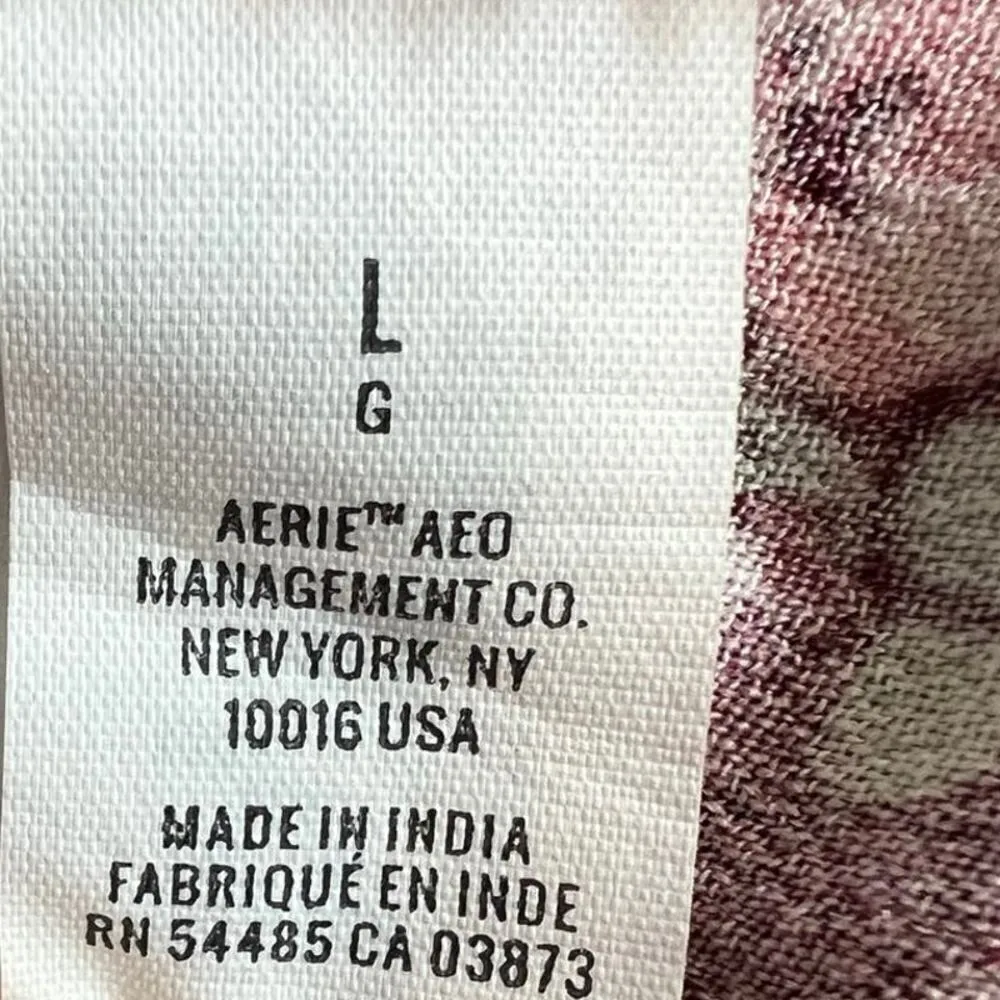 L
G
AERIE™ AEO
MANAGEMENT CO.
NEW YORK, NY
10016 USA
MADE IN INDIA
FABRIQUÉ EN INDE
RN 54485 CA 03873